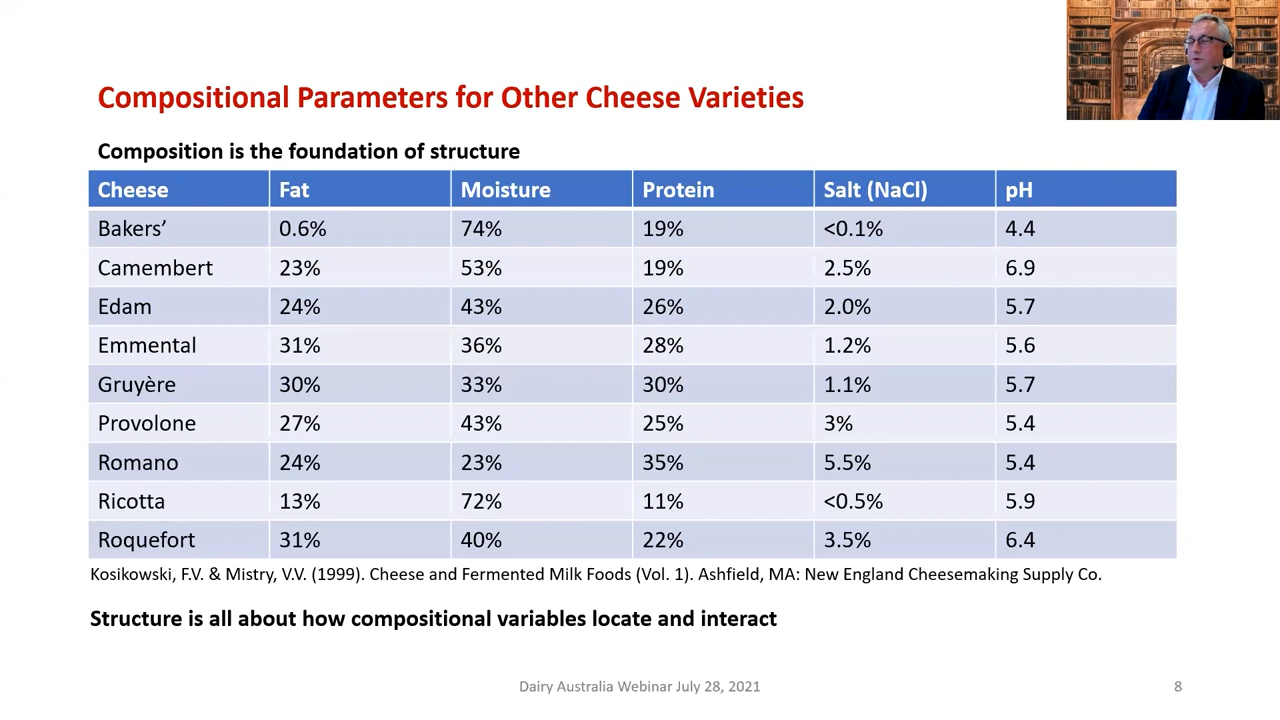 Compositional Parameters for Other Cheese Varieties
Composition is the foundation of structure
Cheese Fat Moisture Protein Salt (NaCl) pH
Bakers’ 0.6% 74% 19% <0.1% 4.4
Camembert 23% 53% 19% 2.5% 6.9
Edam 24% 43% 26% 2.0% 5.7
Emmental 31% 36% 28% 1.2% 5.6
Gruyère 30% 33% 30% 1.1% 5.7
Provolone 27% 43% 25% 3% 5.4
Romano 24% 23% 35% 5.5% 5.4
Ricotta 13% 72% 11% <0.5% 5.9
Roquefort 31% 40% 22% 3.5% 6.4
Kosikowski, F.V. & Mistry, V.V. (1999). Cheese and Fermented Milk Foods (Vol. 1). Ashfield, MA: New England Cheesemaking Supply Co.
Structure is all about how compositional variables locate and interact
Dairy Australia Webinar July 28, 2021 8